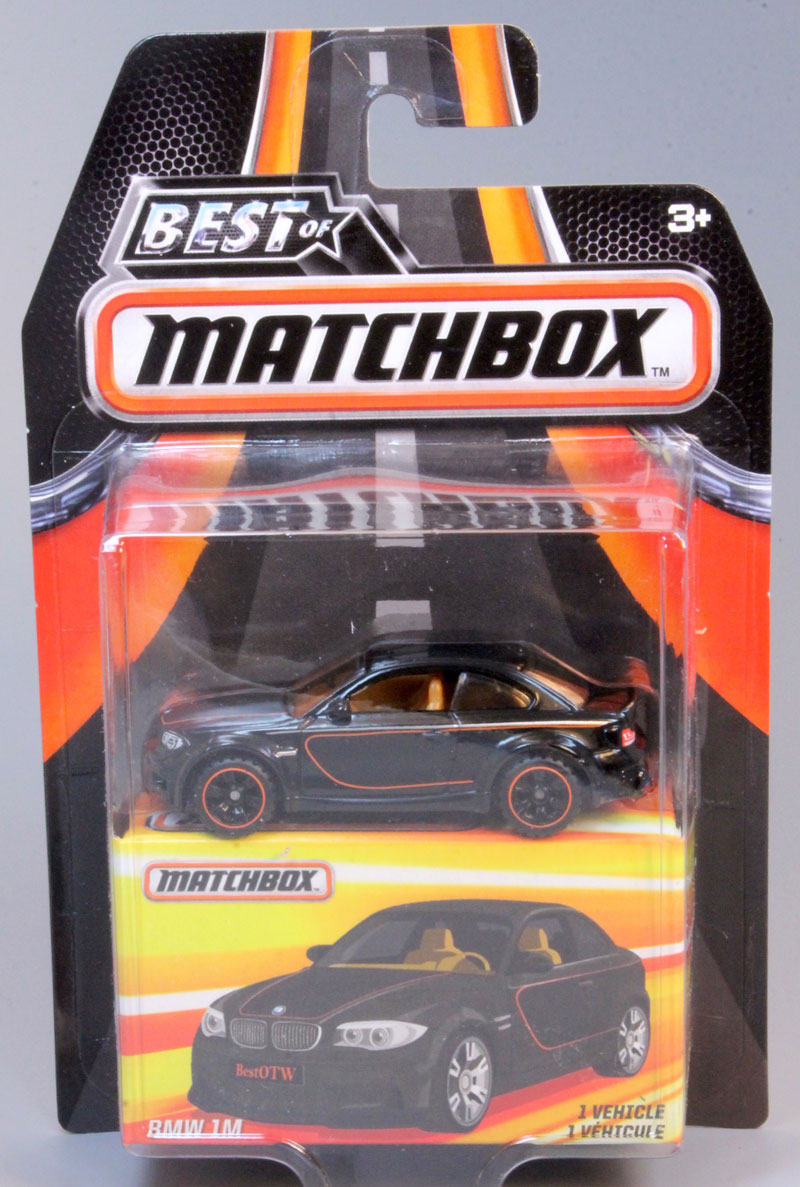 BEST OF
3+
MATCHBOX™
MATCHBOX
BestOTW
BMW 1M
1 VEHICLE
1 VÉHICULE